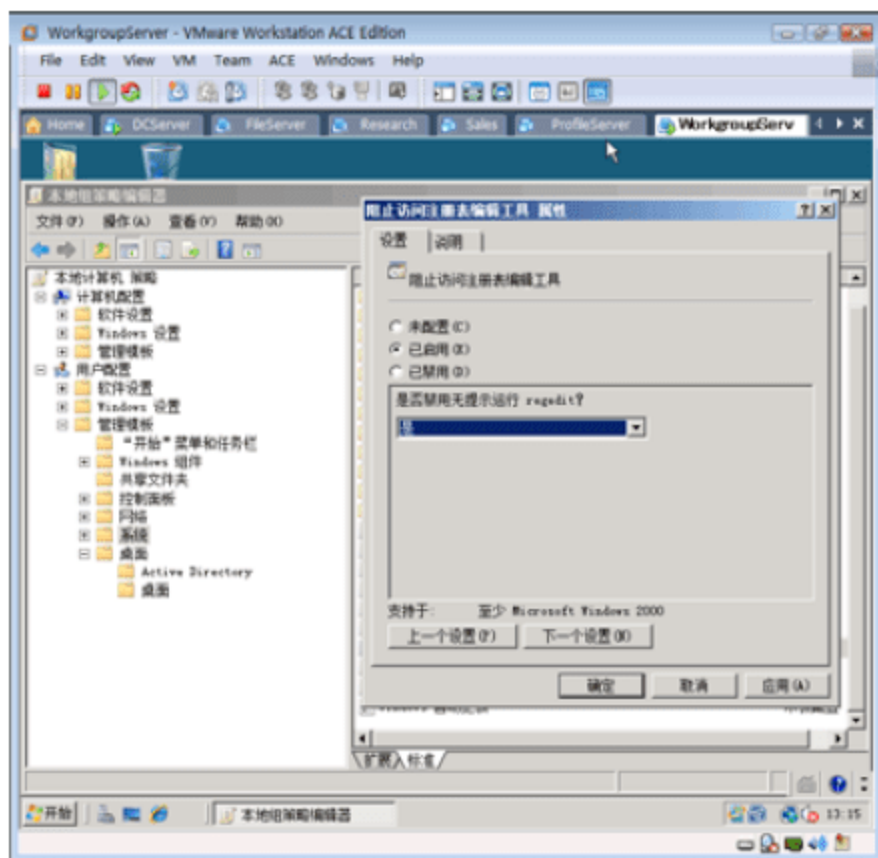 WorkgroupServer - VMware Workstation ACE Edition
File Edit View VM Team ACE Windows Help
Home DCServer FileServer Research Sales ProfileServer WorkgroupServ
本地组策略编辑器
文件(F) 操作(A) 查看(V) 帮助(H)
本地计算机 策略
计算机配置
软件设置
Windows 设置
管理模板
用户配置
软件设置
Windows 设置
管理模板
“开始”菜单和任务栏
Windows 组件
共享文件夹
控制面板
网络
系统
桌面
Active Directory
桌面
阻止访问注册表编辑工具 属性
设置 说明
阻止访问注册表编辑工具
未配置(C)
已启用(E)
已禁用(D)
是否禁用无提示运行 regedit?
是
支持于: 至少 Microsoft Windows 2000
上一个设置(P) 下一个设置(N)
确定 取消 应用(A)
扩展 标准
开始 本地组策略编辑器 13:15